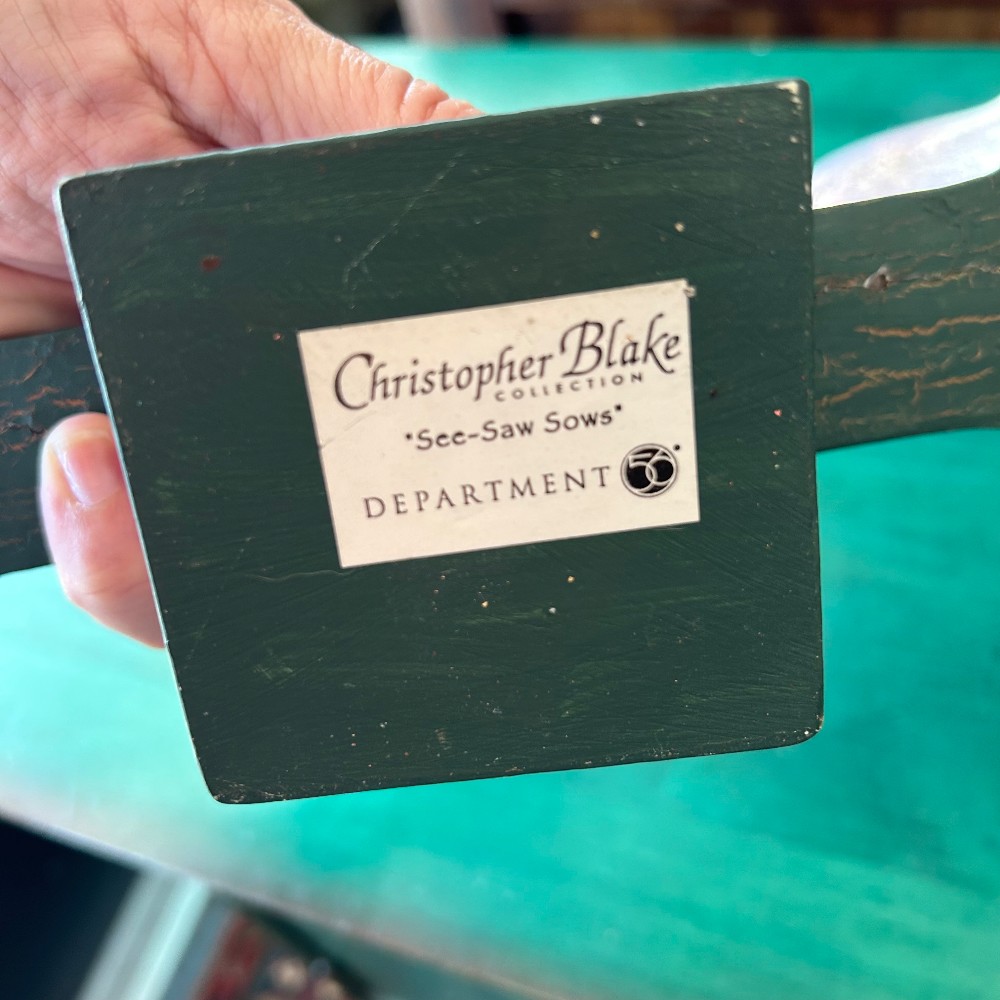 Christopher Blake
COLLECTION
"See-Saw Sows"
DEPARTMENT 56